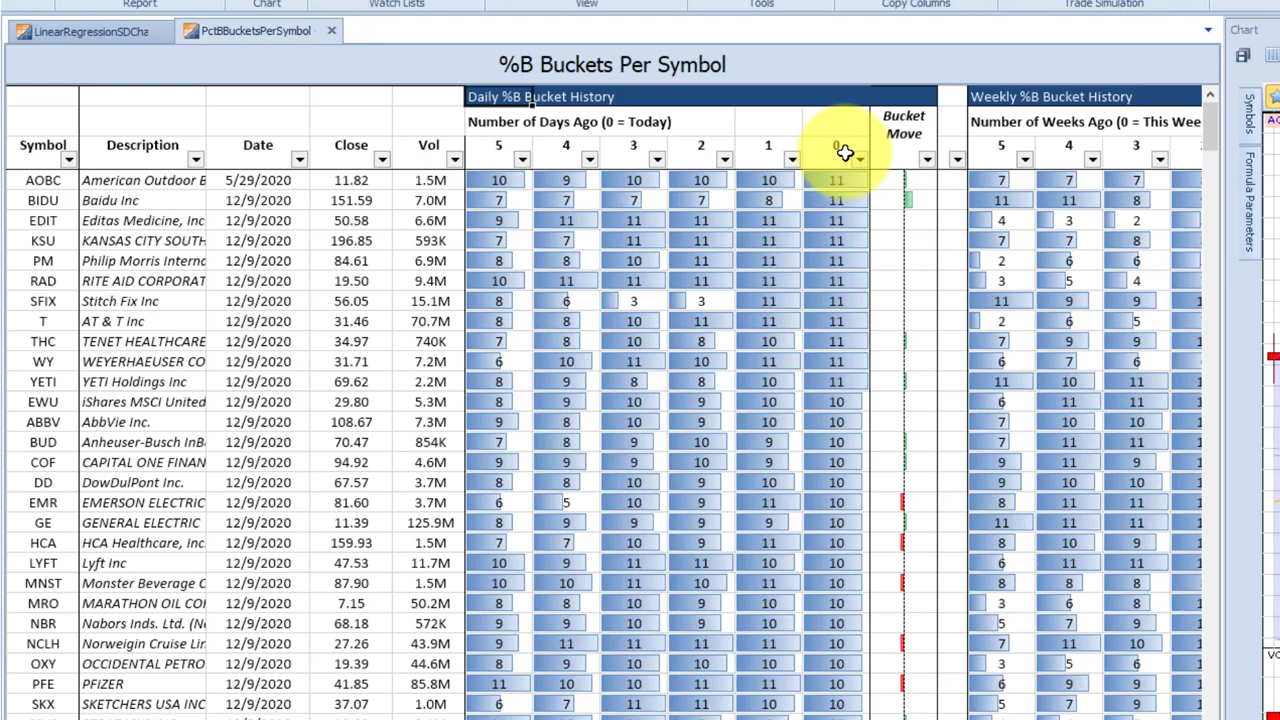 Report Chart Watch Lists View Tools Copy Columns Trade Simulation
LinearRegressionSDCha PctBBucketsPerSymbol Chart
%B Buckets Per Symbol
Daily %B Bucket History Weekly %B Bucket History
Number of Days Ago (0 = Today) Bucket Move Number of Weeks Ago (0 = This Wee
Symbol Description Date Close Vol 5 4 3 2 1 0 5 4 3
AOBC American Outdoor B 5/29/2020 11.82 1.5M 10 9 10 10 10 11 7 7 7
BIDU Baidu Inc 12/9/2020 151.59 7.0M 7 7 7 7 8 11 11 11 8
EDIT Editas Medicine, Inc 12/9/2020 50.58 6.6M 9 11 11 11 11 11 4 3 2
KSU KANSAS CITY SOUTH 12/9/2020 196.85 593K 7 7 11 11 11 11 7 7 8
PM Philip Morris Interna 12/9/2020 84.61 6.9M 8 8 10 11 11 11 2 6 6
RAD RITE AID CORPORAT 12/9/2020 19.50 9.4M 10 11 11 11 11 11 3 5 4
SFIX Stitch Fix Inc 12/9/2020 56.05 15.1M 8 6 3 3 11 11 11 9 9
T AT & T Inc 12/9/2020 31.46 70.7M 8 8 10 11 11 11 2 6 5
THC TENET HEALTHCARE 12/9/2020 34.97 740K 7 8 10 8 10 11 7 9 9
WY WEYERHAEUSER CO 12/9/2020 31.71 7.2M 6 10 11 10 11 11 6 7 6
YETI YETI Holdings Inc 12/9/2020 69.62 2.2M 8 9 8 8 10 11 11 10 11
EWU iShares MSCI United 12/9/2020 29.80 5.3M 8 9 10 10 10 10 6 11 11
ABBV AbbVie Inc. 12/9/2020 108.67 7.3M 9 8 10 9 10 10 7 10 10
BUD Anheuser-Busch InB 12/9/2020 70.47 854K 7 8 9 10 9 10 7 11 11
COF CAPITAL ONE FINAN 12/9/2020 94.92 4.6M 9 9 9 10 9 10 9 11 9
DD DowDulPont Inc. 12/9/2020 67.57 3.7M 8 8 10 9 10 10 9 10 10
EMR EMERSON ELECTRIC 12/9/2020 81.60 3.7M 6 5 10 9 11 10 8 11 11
GE GENERAL ELECTRIC 12/9/2020 11.39 125.9M 8 9 9 9 9 10 11 11 11
HCA HCA Healthcare, Inc. 12/9/2020 159.93 1.5M 7 7 10 9 11 10 8 10 9
LYFT Lyft Inc 12/9/2020 47.53 11.7M 10 9 11 11 10 10 6 11 11
MNST Monster Beverage C 12/9/2020 87.90 1.5M 10 10 11 10 11 10 8 8 8
MRO MARATHON OIL COI 12/9/2020 7.15 50.2M 8 8 10 9 10 10 3 6 8
NBR Nabors Inds. Ltd. (Ne 12/9/2020 68.18 572K 8 9 10 9 10 10 5 7 9
NCLH Norweigin Cruise Lin 12/9/2020 27.26 43.9M 9 11 11 11 11 10 7 11 10
OXY OCCIDENTAL PETRO 12/9/2020 19.39 44.6M 8 9 10 10 10 10 3 5 6
PFE PFIZER 12/9/2020 41.85 85.8M 11 10 10 11 11 10 6 9 9
SKX SKETCHERS USA INC 12/9/2020 37.07 1.0M 6 7 11 11 10 10 5 7 7
Symbols
Formula Parameters